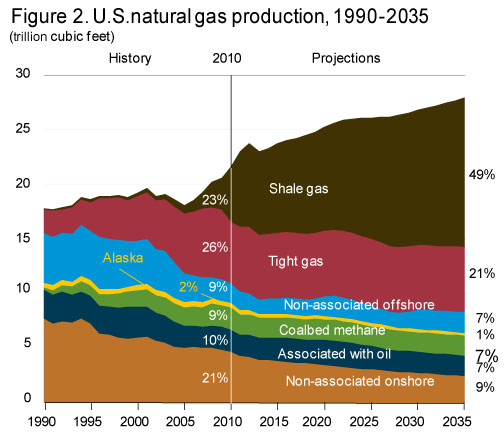 Figure 2. U.S.natural gas production, 1990-2035
(trillion cubic feet)
History 2010 Projections
30
25
20
15
10
5
0
23% Shale gas 49%
26% Tight gas 21%
Alaska 2% 9% Non-associated offshore 7%
9% Coalbed methane 1%
10% Associated with oil 7%
7%
21% Non-associated onshore 9%
1990 1995 2000 2005 2010 2015 2020 2025 2030 2035